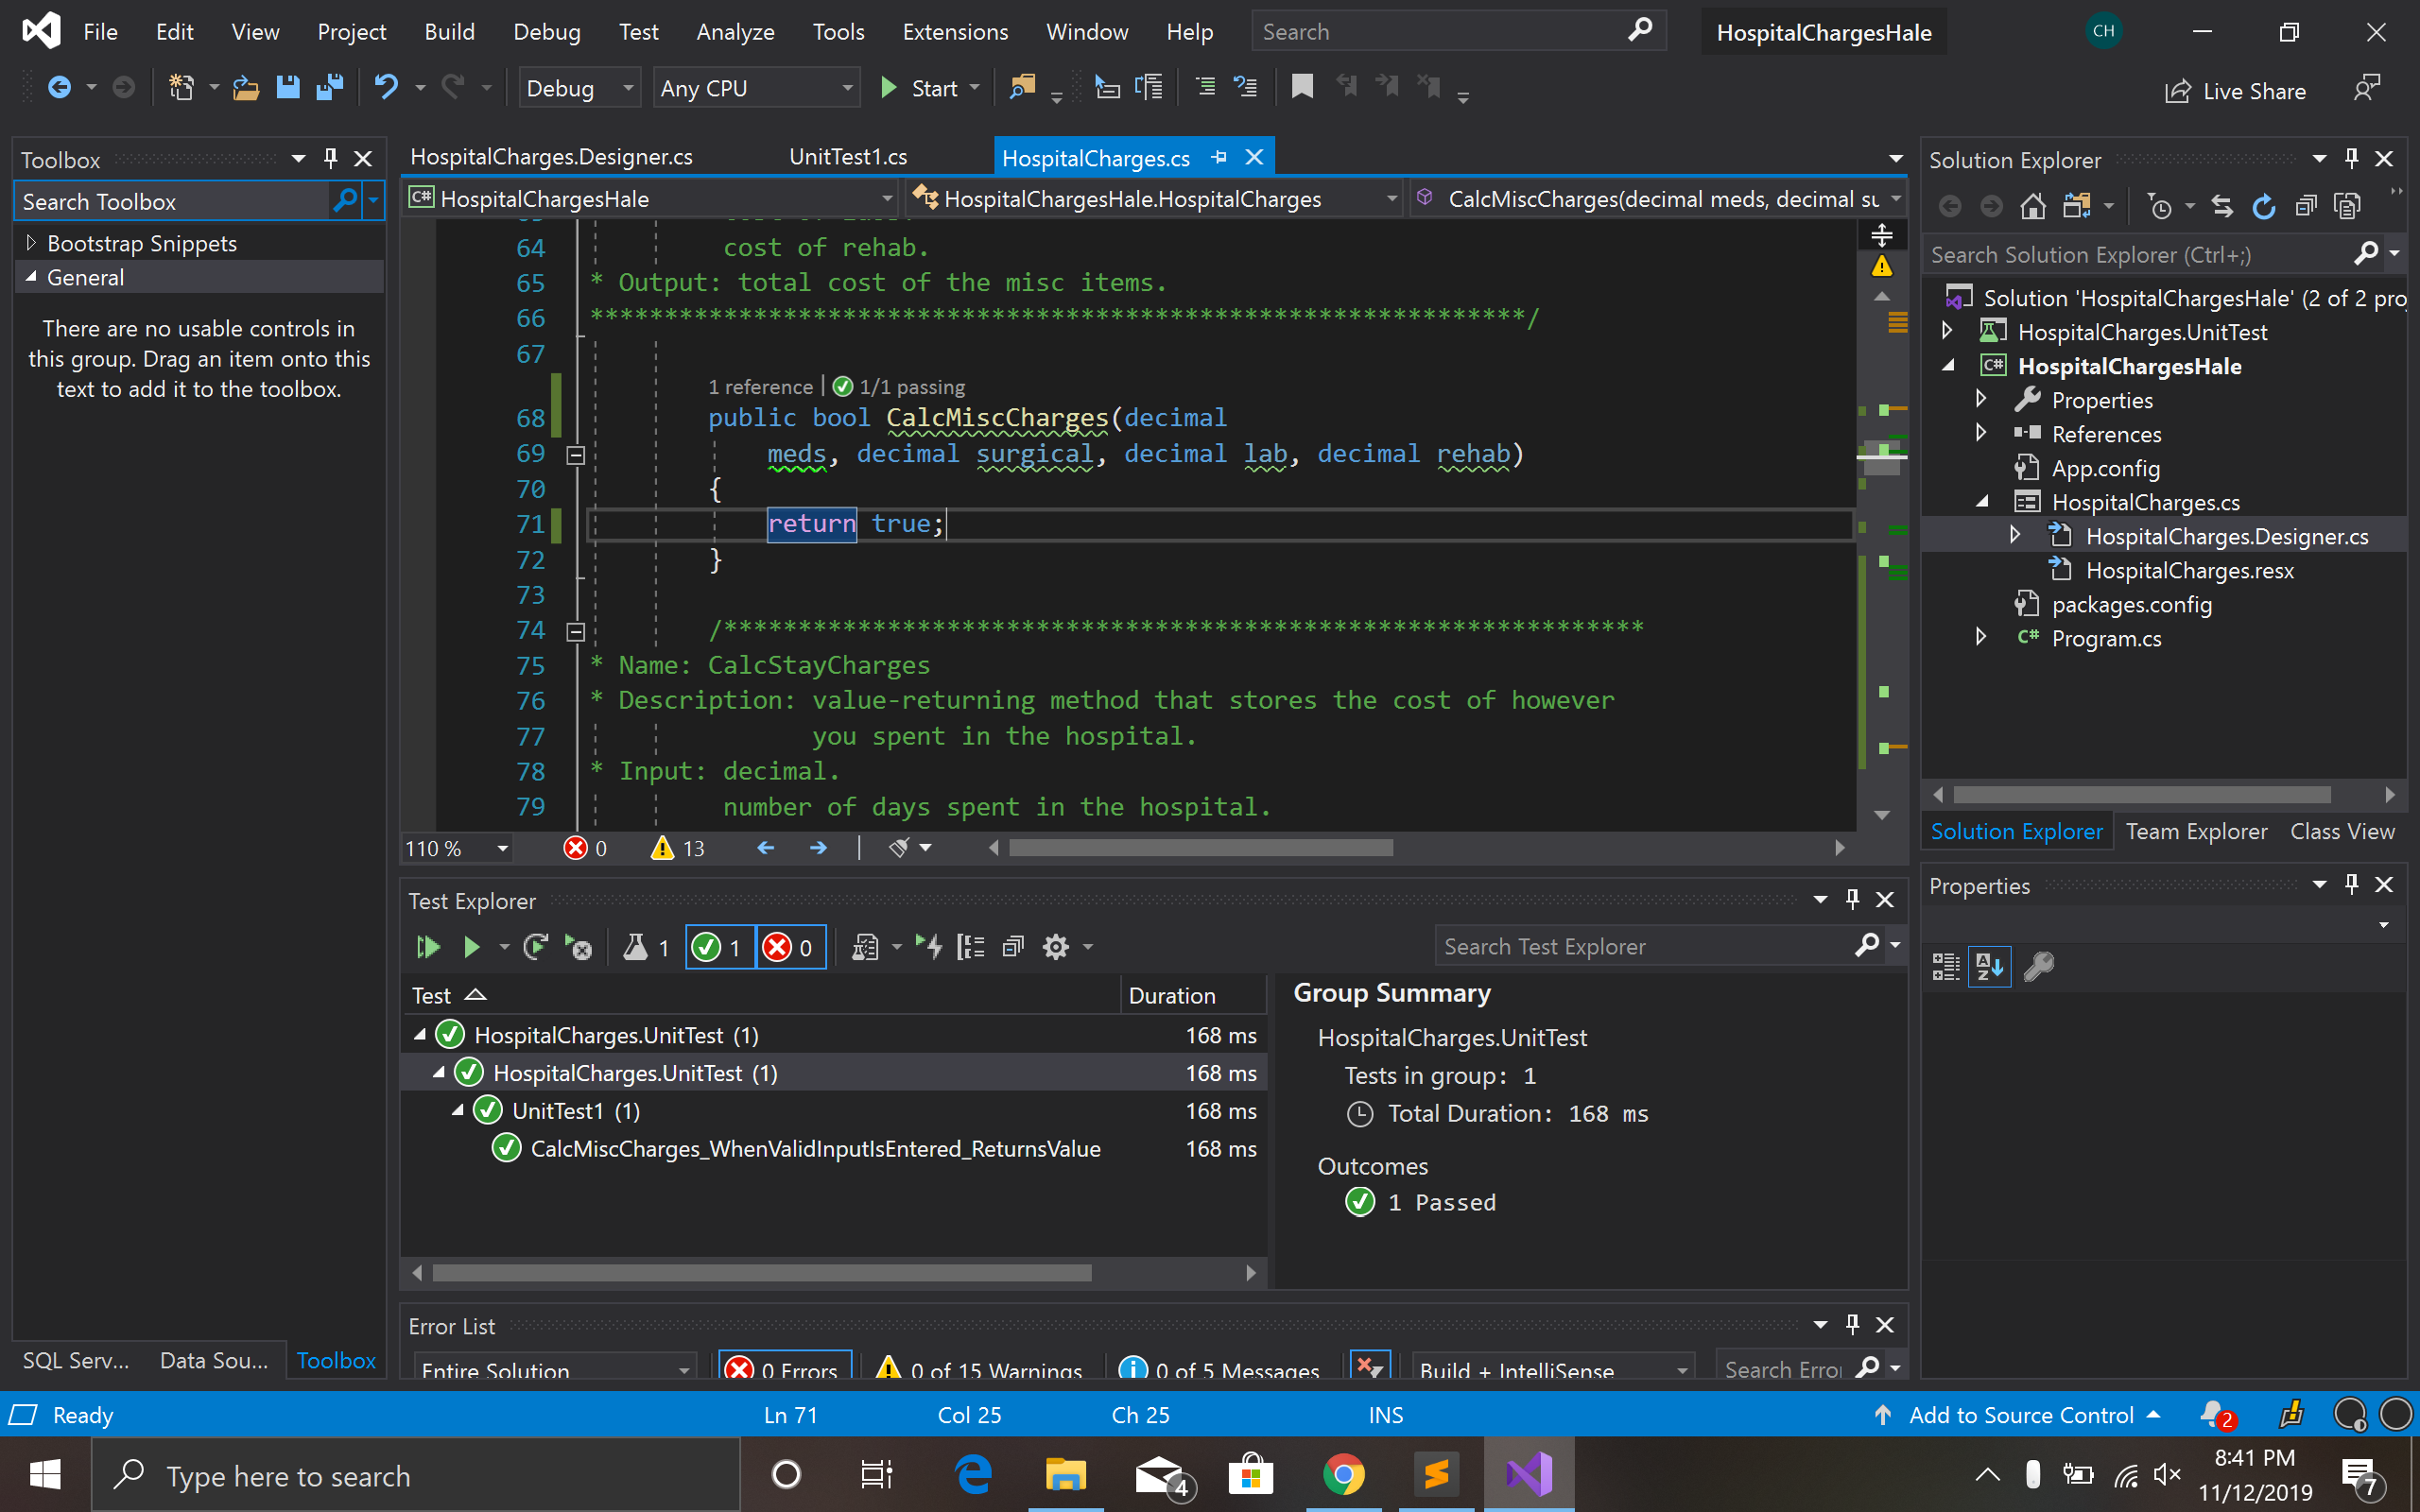 File Edit View Project Build Debug Test Analyze Tools Extensions Window Help Search HospitalChargesHale CH
Debug Any CPU Start Live Share
Toolbox
Search Toolbox
Bootstrap Snippets
General
There are no usable controls in
this group. Drag an item onto this
text to add it to the toolbox.
SQL Serv... Data Sou... Toolbox
HospitalCharges.Designer.cs UnitTest1.cs HospitalCharges.cs
C# HospitalChargesHale HospitalChargesHale.HospitalCharges CalcMiscCharges(decimal meds, decimal su
64 cost of rehab.
65 * Output: total cost of the misc items.
66 ***************************************************************/
67
1 reference | 1/1 passing
68 public bool CalcMiscCharges(decimal
69 meds, decimal surgical, decimal lab, decimal rehab)
70 {
71 return true;
72 }
73
74 /**************************************************************
75 * Name: CalcStayCharges
76 * Description: value-returning method that stores the cost of however
77 you spent in the hospital.
78 * Input: decimal.
79 number of days spent in the hospital.
110 % 0 13
Test Explorer
1 1 0 Search Test Explorer
Test Duration
HospitalCharges.UnitTest (1) 168 ms
HospitalCharges.UnitTest (1) 168 ms
UnitTest1 (1) 168 ms
CalcMiscCharges_WhenValidInputIsEntered_ReturnsValue 168 ms
Group Summary
HospitalCharges.UnitTest
Tests in group: 1
Total Duration: 168 ms
Outcomes
1 Passed
Error List
Entire Solution 0 Errors 0 of 15 Warnings 0 of 5 Messages Build + IntelliSense Search Error
Solution Explorer
Search Solution Explorer (Ctrl+;)
Solution 'HospitalChargesHale' (2 of 2 pro
HospitalCharges.UnitTest
C# HospitalChargesHale
Properties
References
App.config
HospitalCharges.cs
HospitalCharges.Designer.cs
HospitalCharges.resx
packages.config
C# Program.cs
Solution Explorer Team Explorer Class View
Properties
Ready Ln 71 Col 25 Ch 25 INS Add to Source Control 2
Type here to search 4 8:41 PM
11/12/2019 7